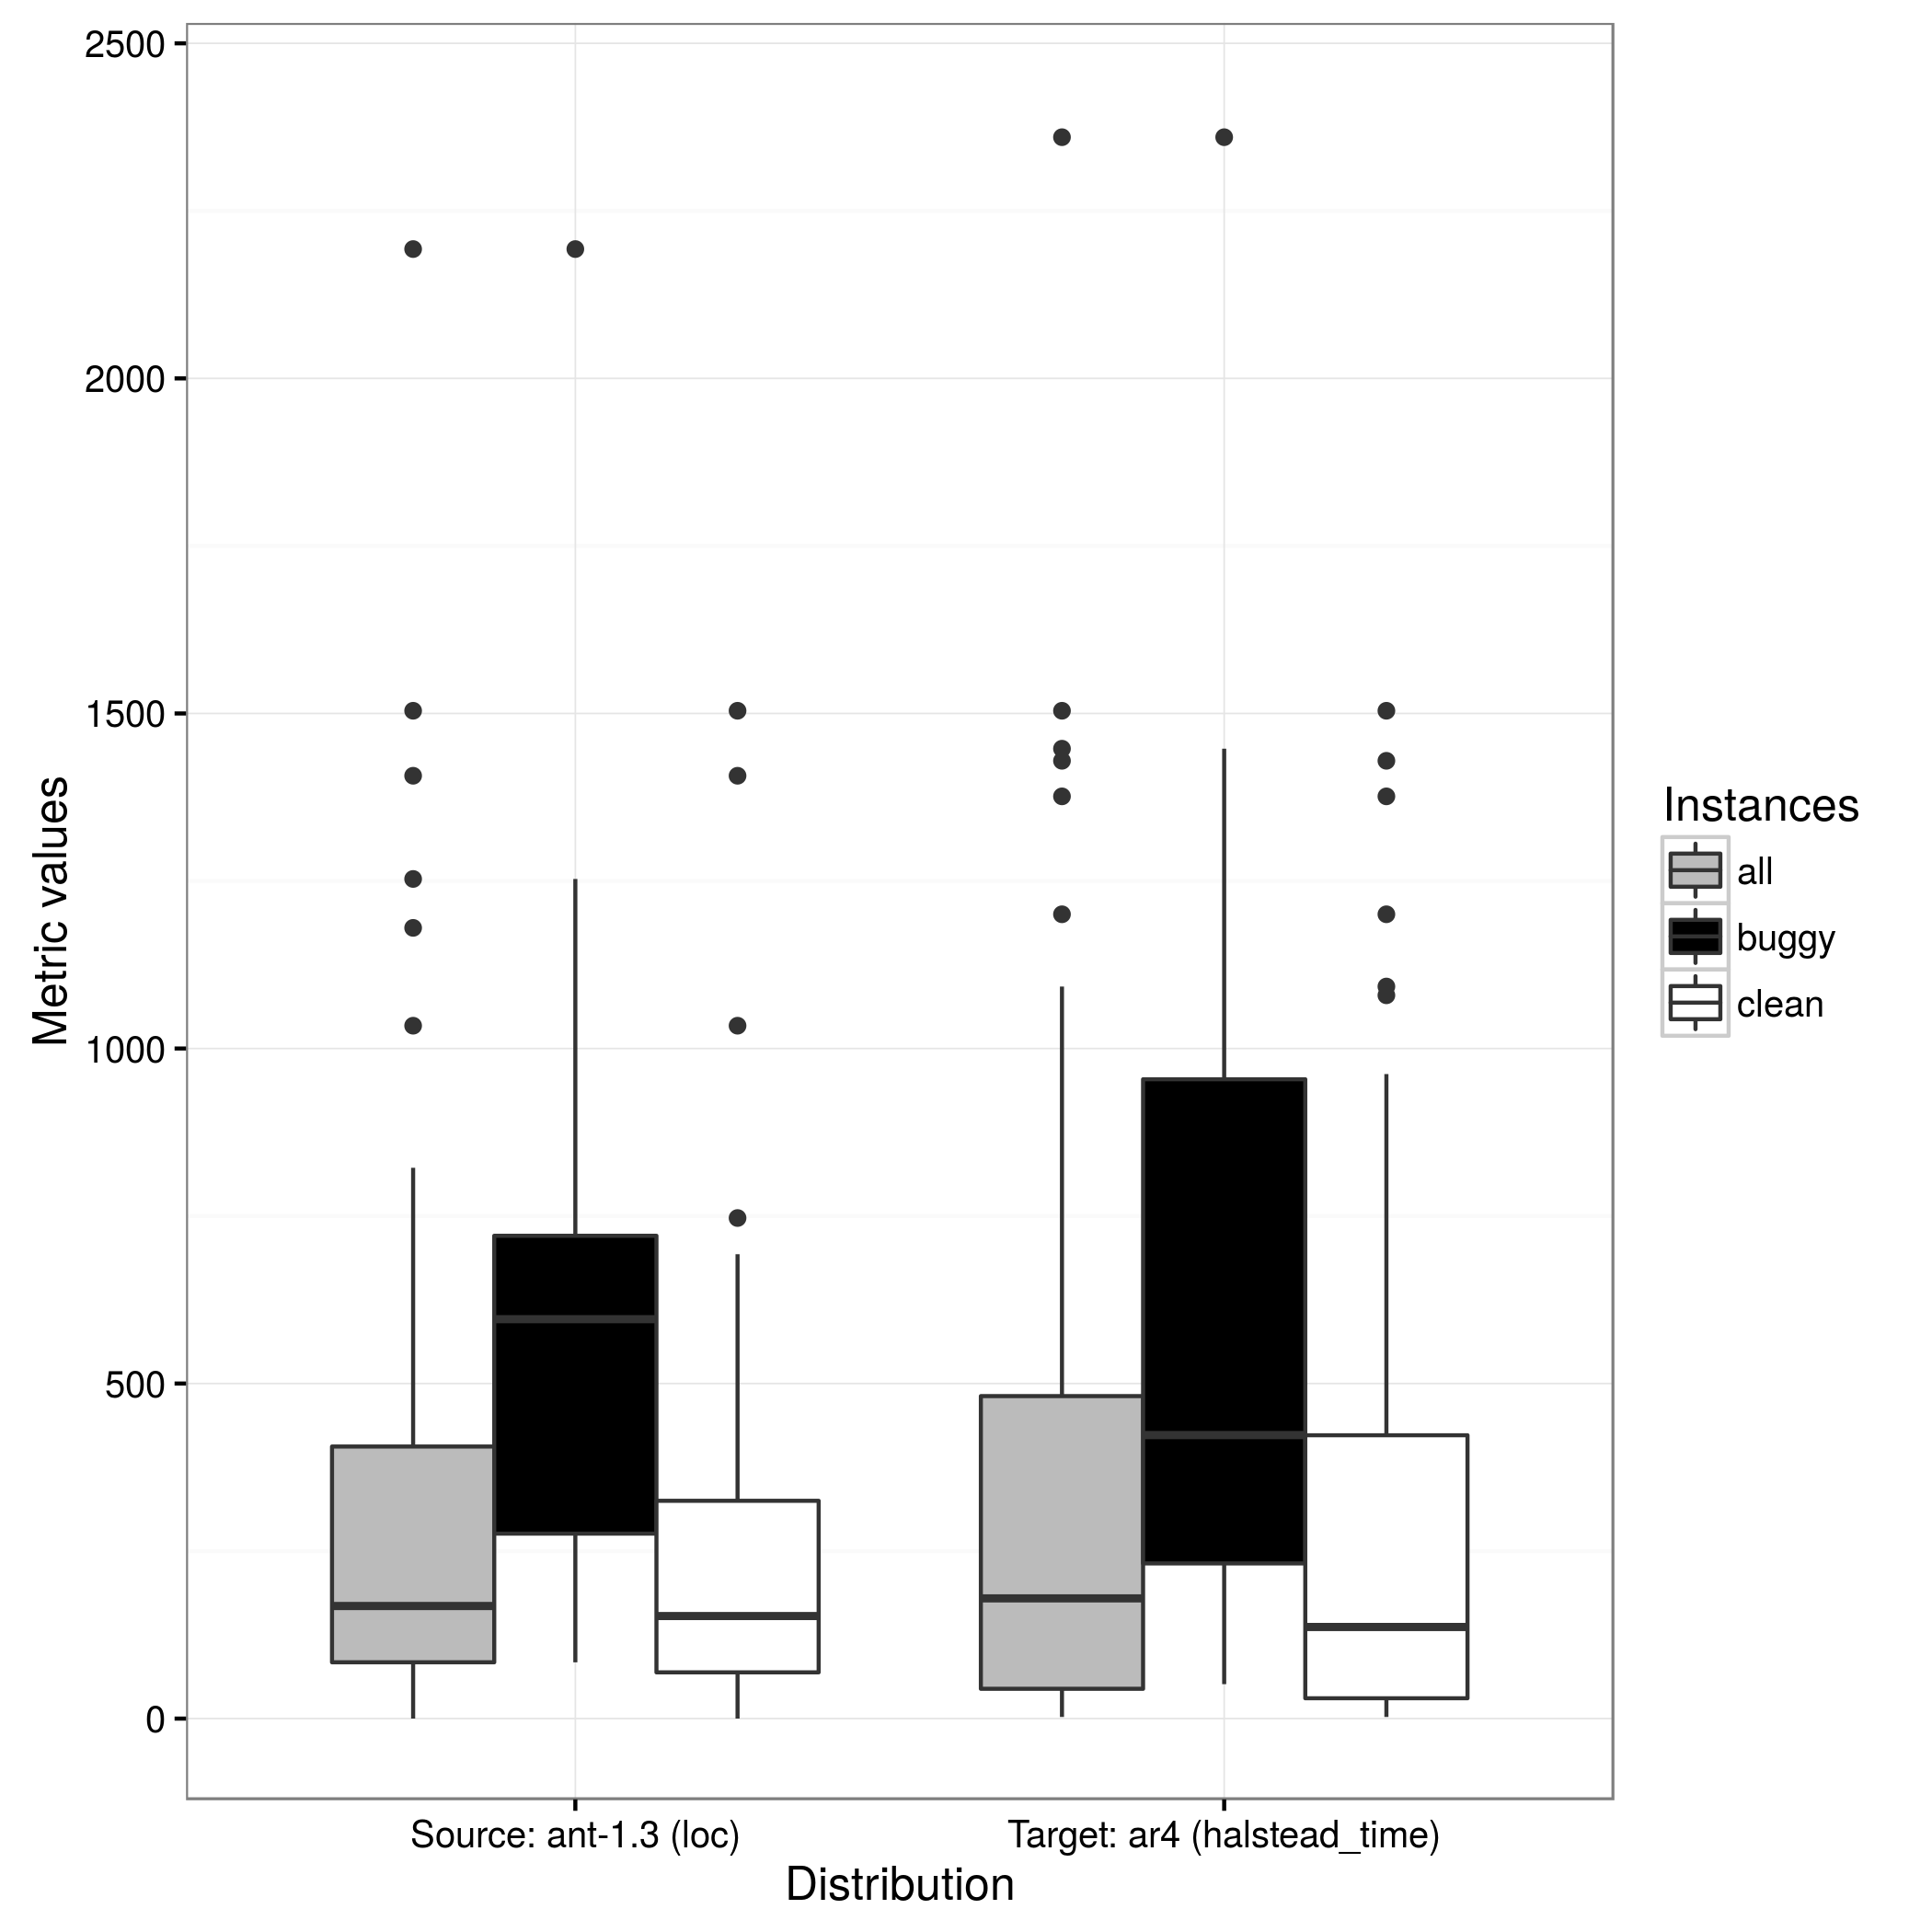 2500
2000
1500
1000
500
0
Metric values
Source: ant-1.3 (loc)
Target: ar4 (halstead_time)
Distribution
Instances
all
buggy
clean